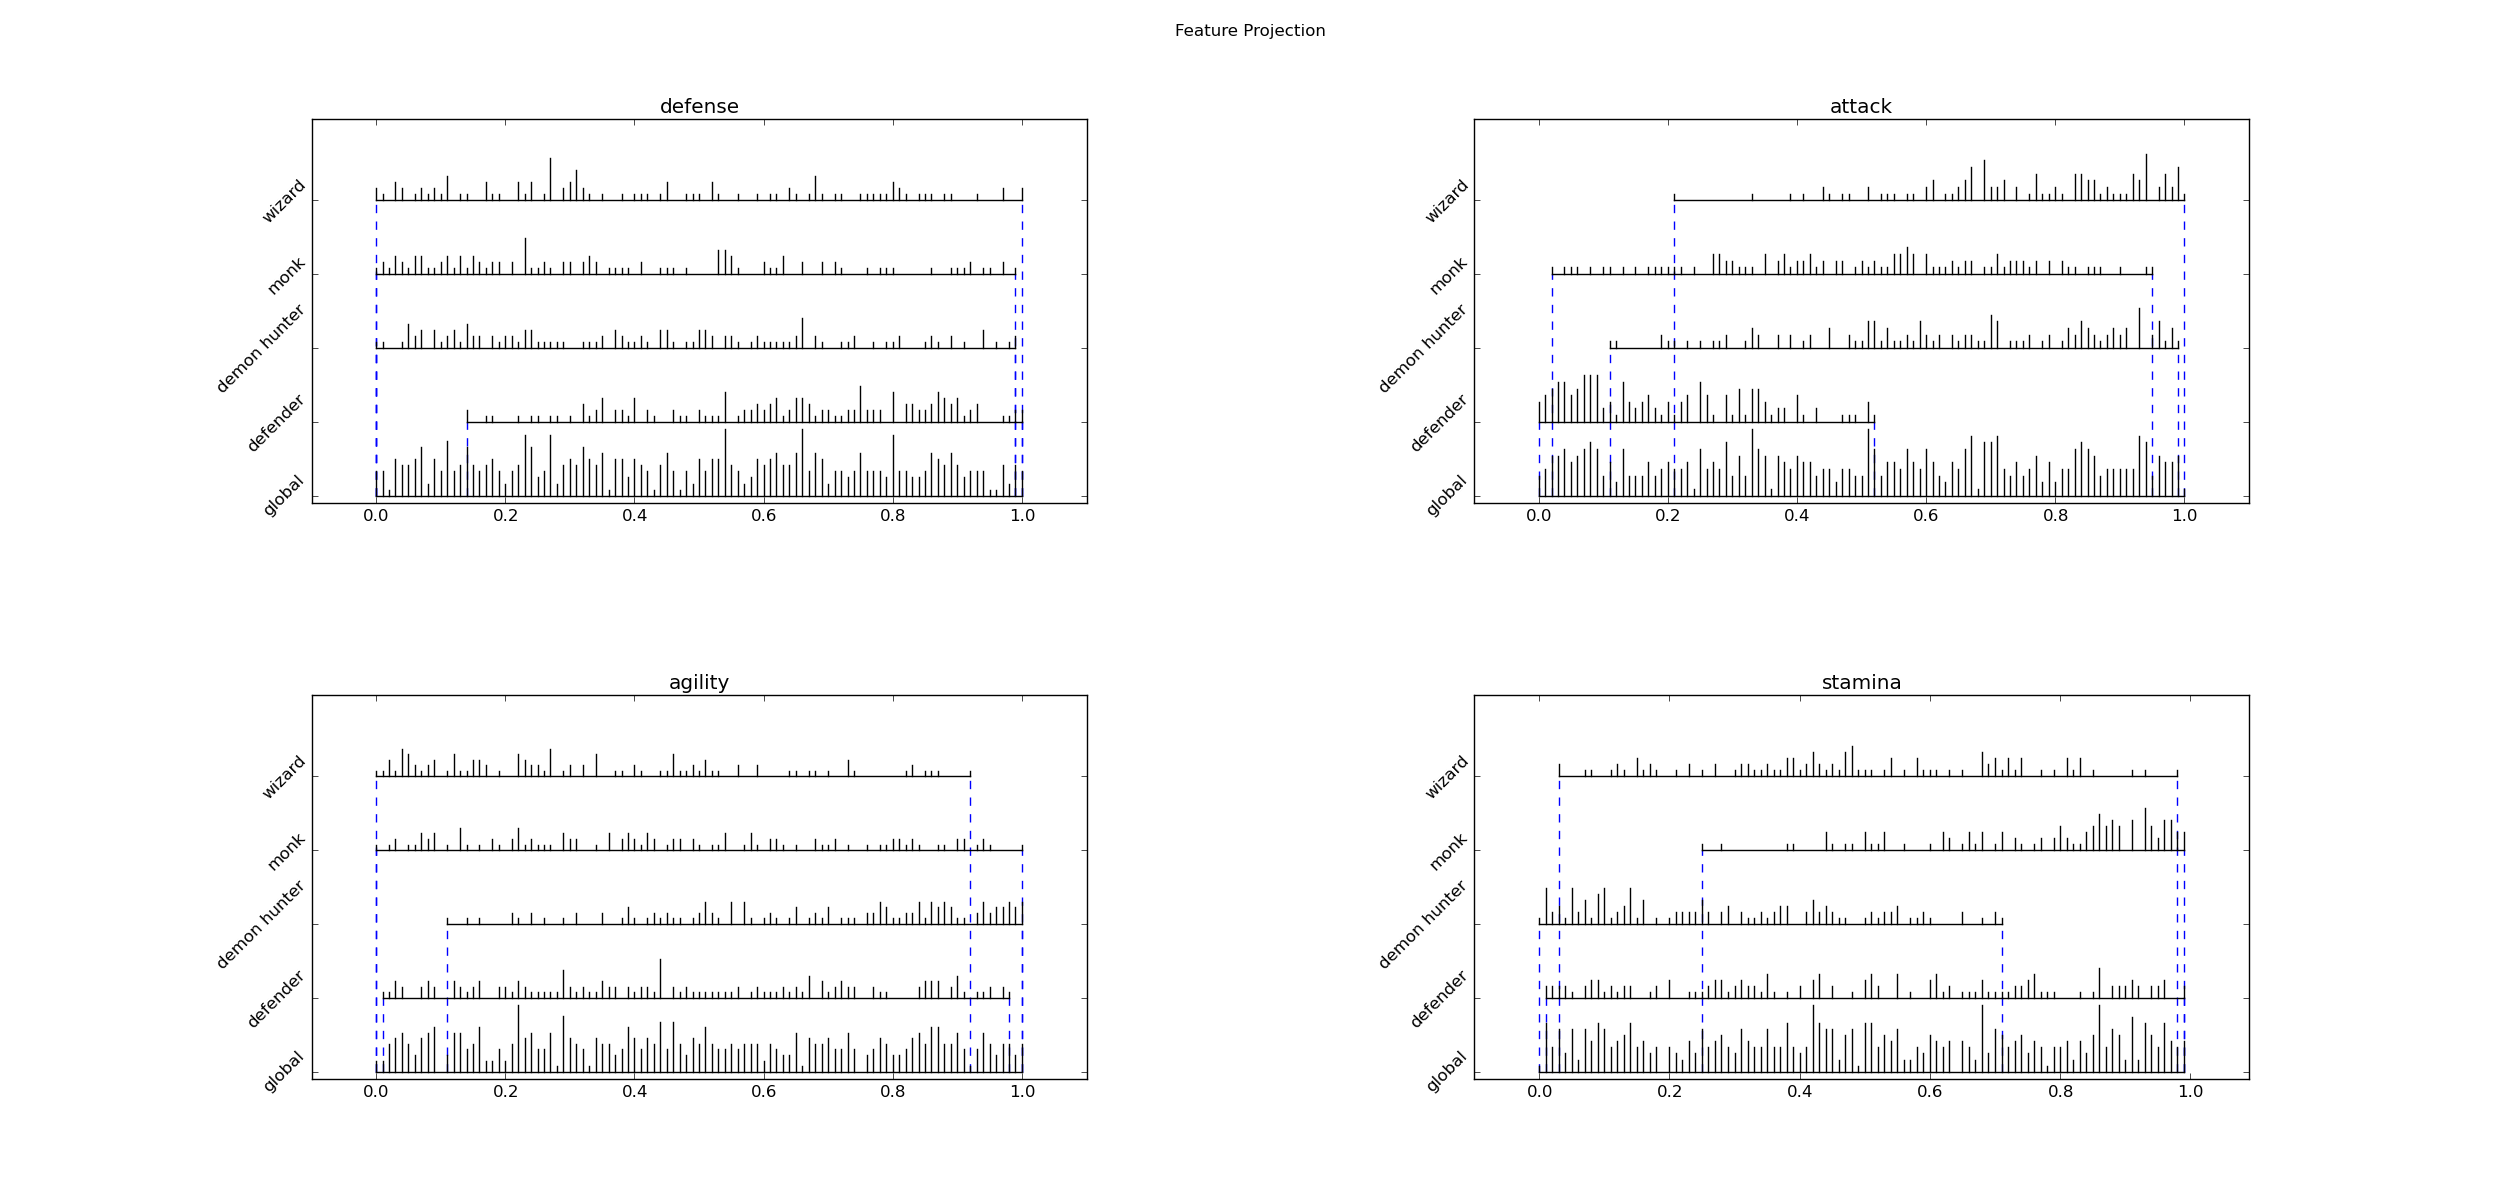 Feature Projection
defense
wizard
monk
demon hunter
defender
global
0.0 0.2 0.4 0.6 0.8 1.0
attack
wizard
monk
demon hunter
defender
global
0.0 0.2 0.4 0.6 0.8 1.0
agility
wizard
monk
demon hunter
defender
global
0.0 0.2 0.4 0.6 0.8 1.0
stamina
wizard
monk
demon hunter
defender
global
0.0 0.2 0.4 0.6 0.8 1.0